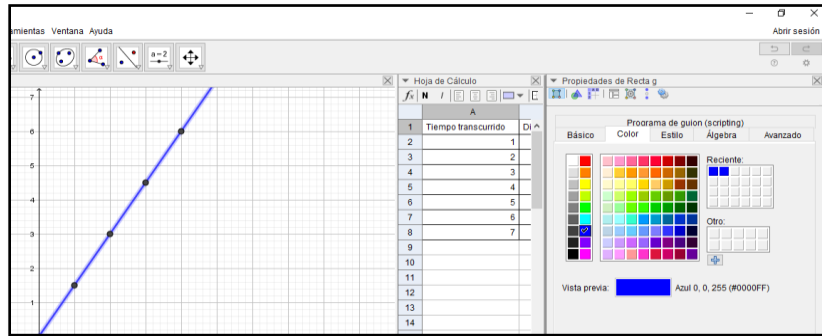 amientas Ventana Ayuda
Abrir sesión
a=2
7
6
5
4
3
2
1
Hoja de Cálculo
fx N I
A
1 Tiempo transcurrido Di
2 1
3 2
4 3
5 4
6 5
7 6
8 7
9
10
11
12
13
14
Propiedades de Recta g
Programa de guion (scripting)
Básico Color Estilo Álgebra Avanzado
Reciente:
Otro:
Vista previa: Azul 0, 0, 255 (#0000FF)